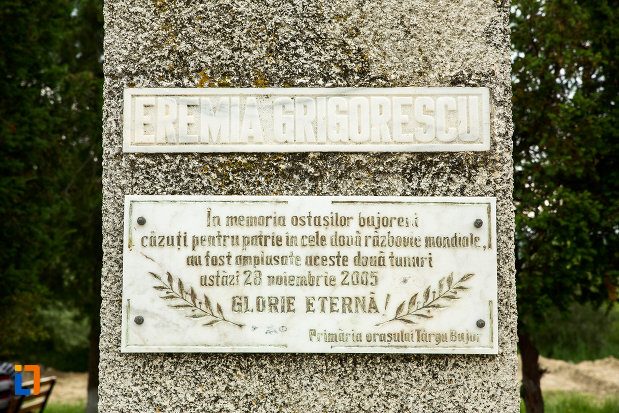 EREMIA GRIGORESCU
În memoria ostașilor bujoreni
căzuți pentru patrie în cele două războaie mondiale,
au fost amplasate aceste două tunuri
astăzi 28 noiembrie 2005
GLORIE ETERNĂ!
Primăria orașului Târgu Bujor